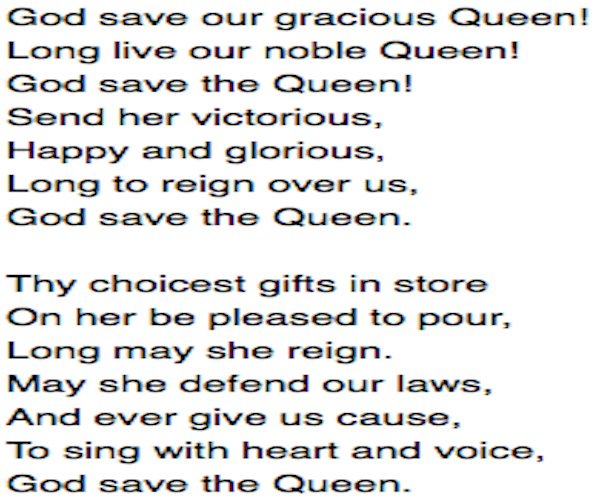 God save our gracious Queen!
Long live our noble Queen!
God save the Queen!
Send her victorious,
Happy and glorious,
Long to reign over us,
God save the Queen.

Thy choicest gifts in store
On her be pleased to pour,
Long may she reign.
May she defend our laws,
And ever give us cause,
To sing with heart and voice,
God save the Queen.